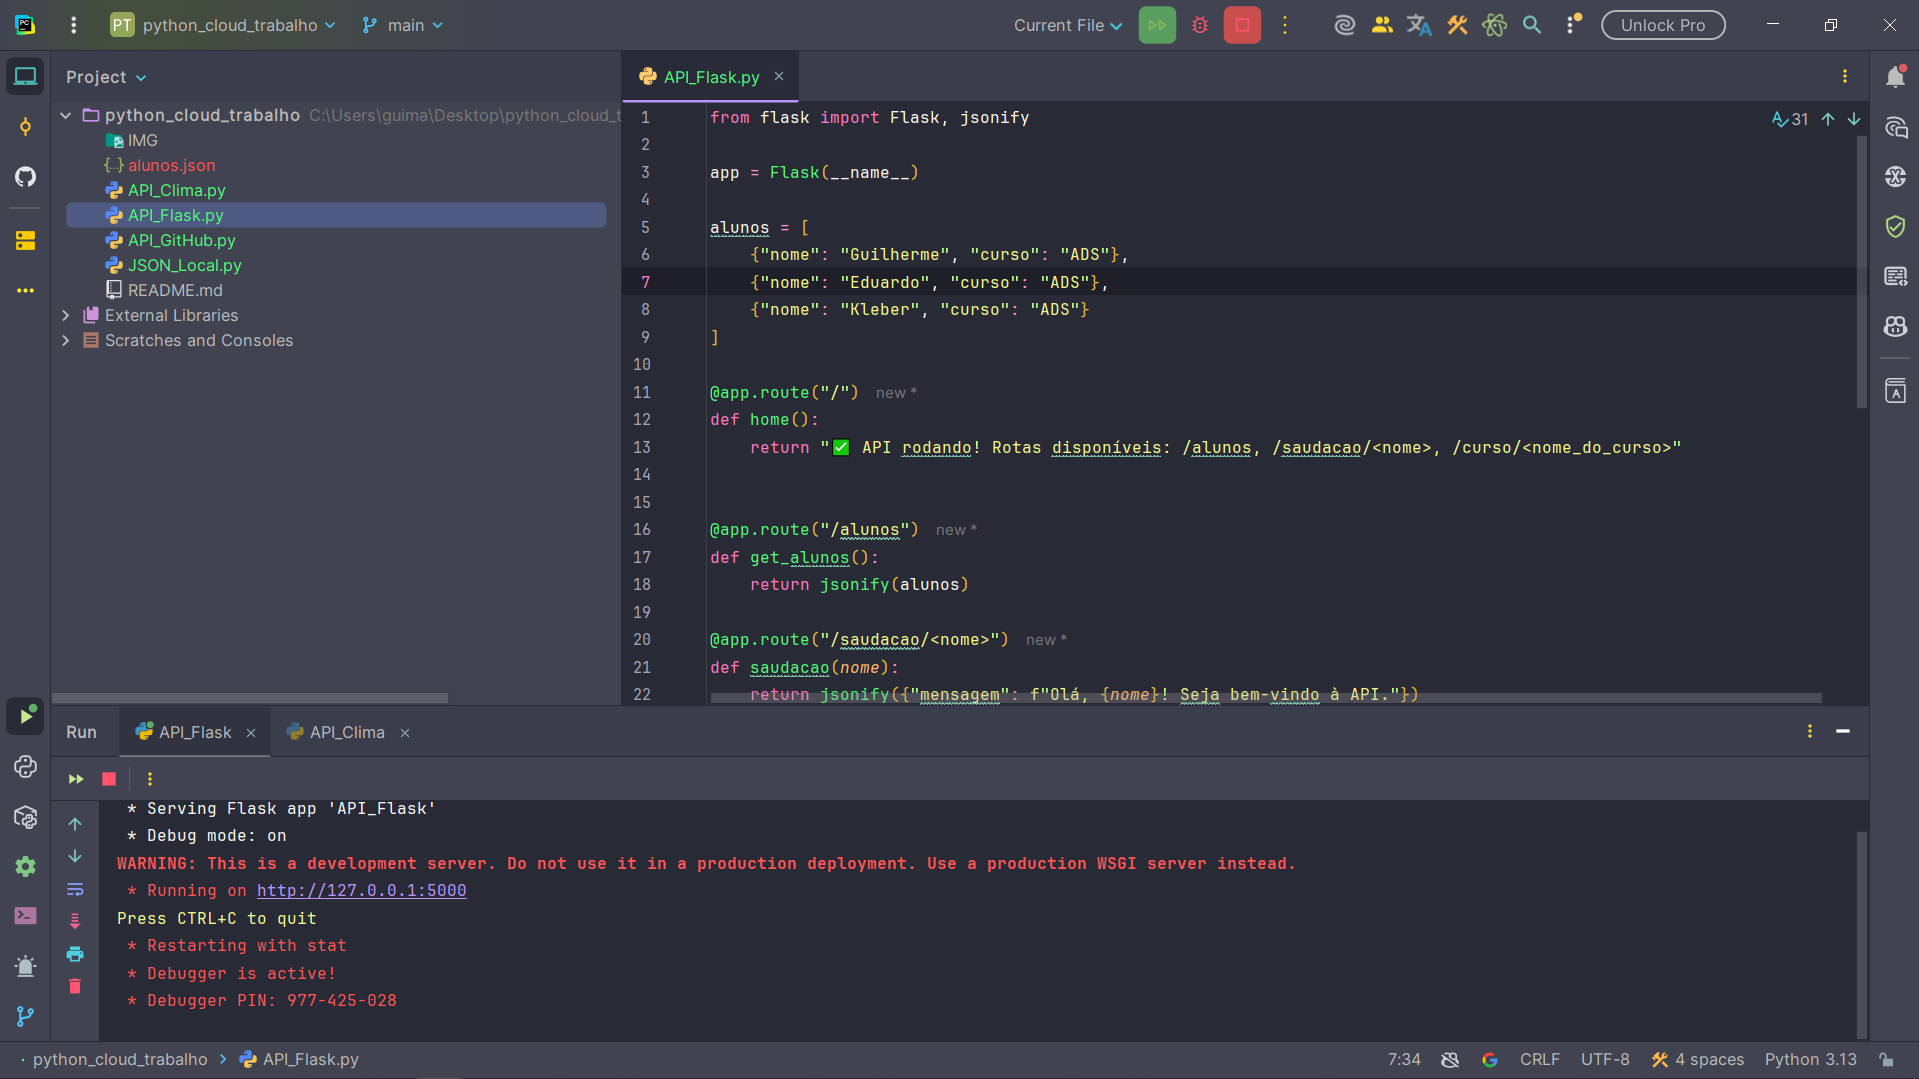 PT python_cloud_trabalho main Current File Unlock Pro
Project
python_cloud_trabalho C:\Users\guima\Desktop\python_cloud_t
IMG
alunos.json
API_Clima.py
API_Flask.py
API_GitHub.py
JSON_Local.py
README.md
External Libraries
Scratches and Consoles
API_Flask.py
31
1 from flask import Flask, jsonify
2
3 app = Flask(__name__)
4
5 alunos = [
6 {"nome": "Guilherme", "curso": "ADS"},
7 {"nome": "Eduardo", "curso": "ADS"},
8 {"nome": "Kleber", "curso": "ADS"}
9 ]
10
11 @app.route("/") new *
12 def home():
13 return "✅ API rodando! Rotas disponíveis: /alunos, /saudacao/<nome>, /curso/<nome_do_curso>"
14
15
16 @app.route("/alunos") new *
17 def get_alunos():
18 return jsonify(alunos)
19
20 @app.route("/saudacao/<nome>") new *
21 def saudacao(nome):
22 return jsonify({"mensagem": f"Olá, {nome}! Seja bem-vindo à API."})
Run API_Flask API_Clima
* Serving Flask app 'API_Flask'
* Debug mode: on
WARNING: This is a development server. Do not use it in a production deployment. Use a production WSGI server instead.
* Running on http://127.0.0.1:5000
Press CTRL+C to quit
* Restarting with stat
* Debugger is active!
* Debugger PIN: 977-425-028
python_cloud_trabalho > API_Flask.py 7:34 CRLF UTF-8 4 spaces Python 3.13